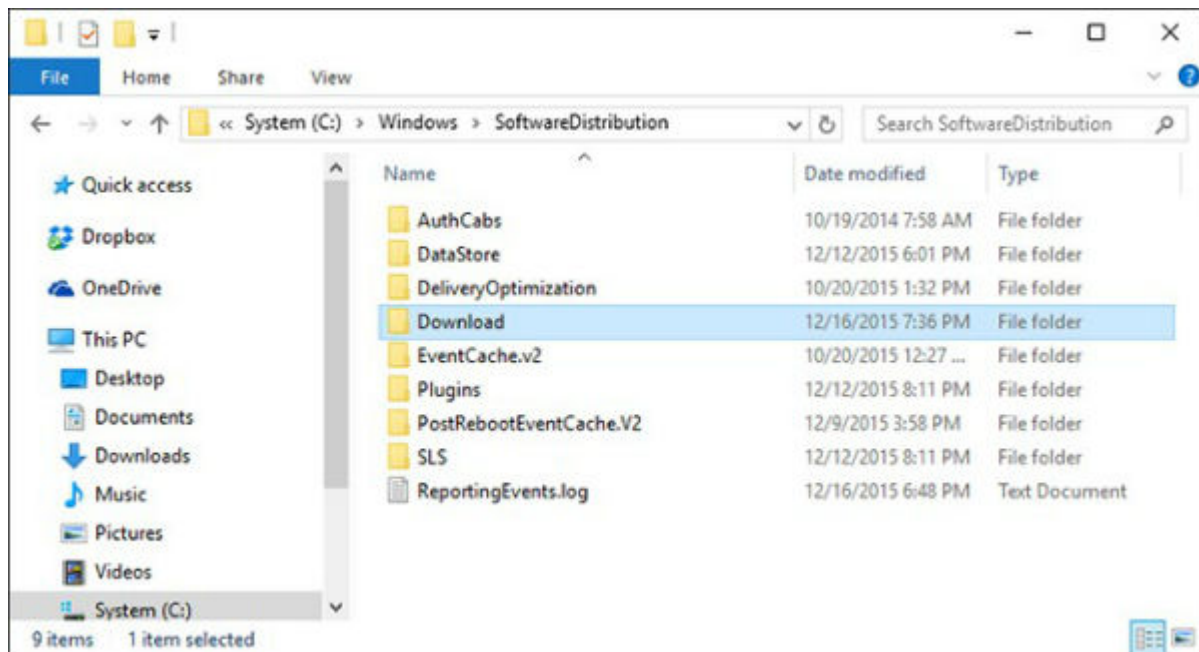 File Home Share View
« System (C:) > Windows > SoftwareDistribution Search SoftwareDistribution
Quick access
Dropbox
OneDrive
This PC
Desktop
Documents
Downloads
Music
Pictures
Videos
System (C:)
Name Date modified Type
AuthCabs 10/19/2014 7:58 AM File folder
DataStore 12/12/2015 6:01 PM File folder
DeliveryOptimization 10/20/2015 1:32 PM File folder
Download 12/16/2015 7:36 PM File folder
EventCache.v2 10/20/2015 12:27 ... File folder
Plugins 12/12/2015 8:11 PM File folder
PostRebootEventCache.V2 12/9/2015 3:58 PM File folder
SLS 12/12/2015 8:11 PM File folder
ReportingEvents.log 12/16/2015 6:48 PM Text Document
9 items 1 item selected